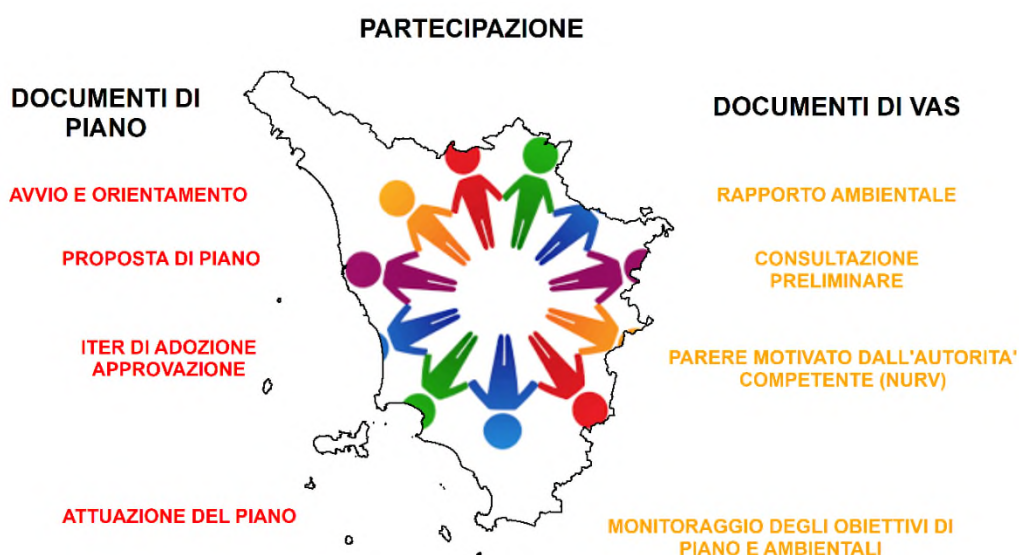 PARTECIPAZIONE
DOCUMENTI DI
PIANO
AVVIO E ORIENTAMENTO
PROPOSTA DI PIANO
ITER DI ADOZIONE
APPROVAZIONE
ATTUAZIONE DEL PIANO
DOCUMENTI DI VAS
RAPPORTO AMBIENTALE
CONSULTAZIONE
PRELIMINARE
PARERE MOTIVATO DALL'AUTORITA'
COMPETENTE (NURV)
MONITORAGGIO DEGLI OBIETTIVI DI
PIANO E AMBIENTALI